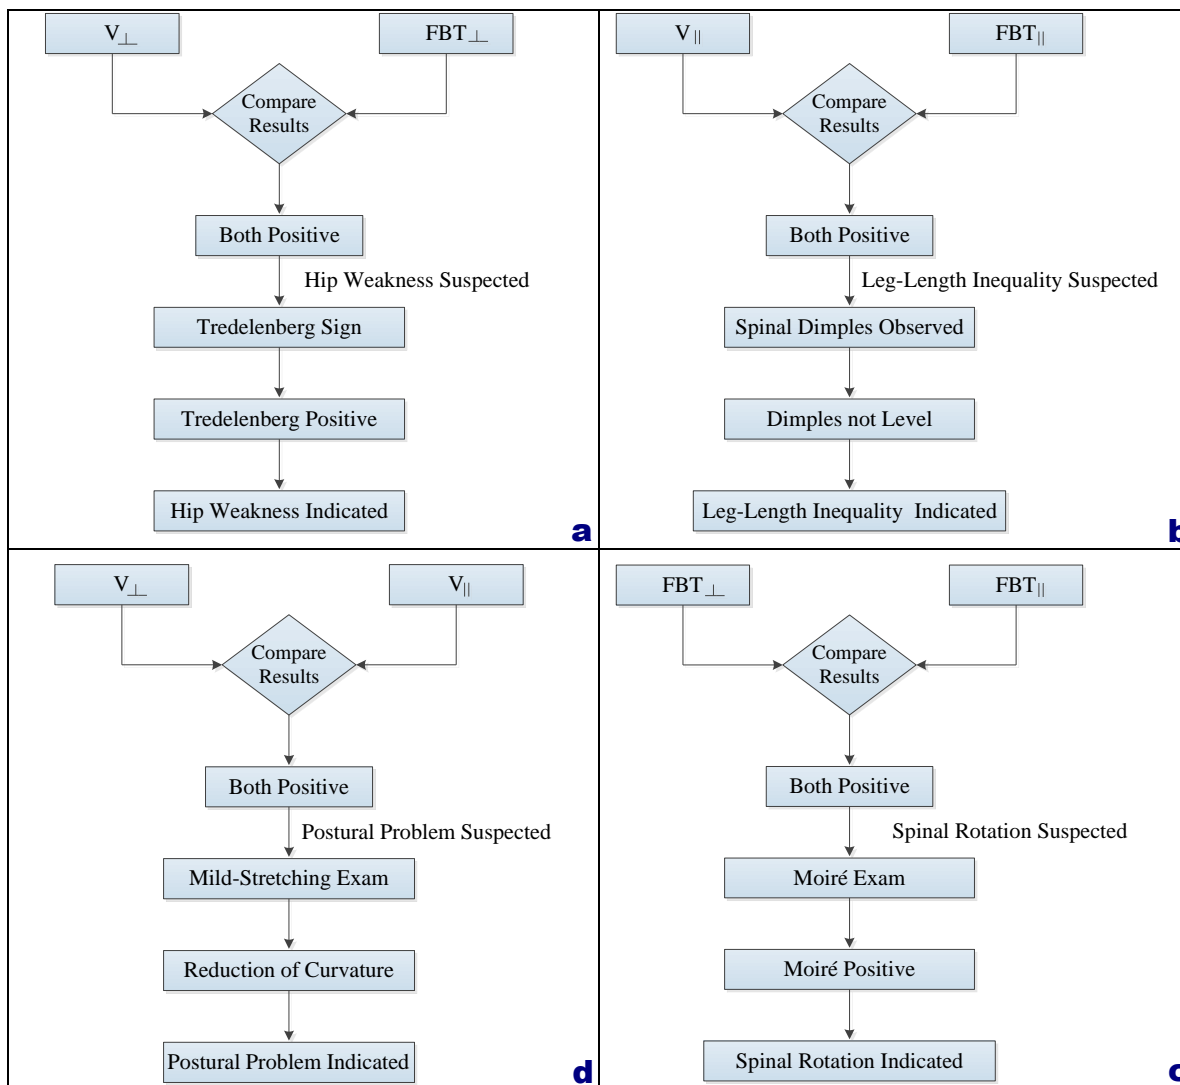 V⊥
FBT⊥
Compare
Results
Both Positive
Hip Weakness Suspected
Tredelenberg Sign
Tredelenberg Positive
Hip Weakness Indicated
a
V||
FBT||
Compare
Results
Both Positive
Leg-Length Inequality Suspected
Spinal Dimples Observed
Dimples not Level
Leg-Length Inequality Indicated
b
V⊥
V||
Compare
Results
Both Positive
Postural Problem Suspected
Mild-Stretching Exam
Reduction of Curvature
Postural Problem Indicated
d
FBT⊥
FBT||
Compare
Results
Both Positive
Spinal Rotation Suspected
Moiré Exam
Moiré Positive
Spinal Rotation Indicated
c